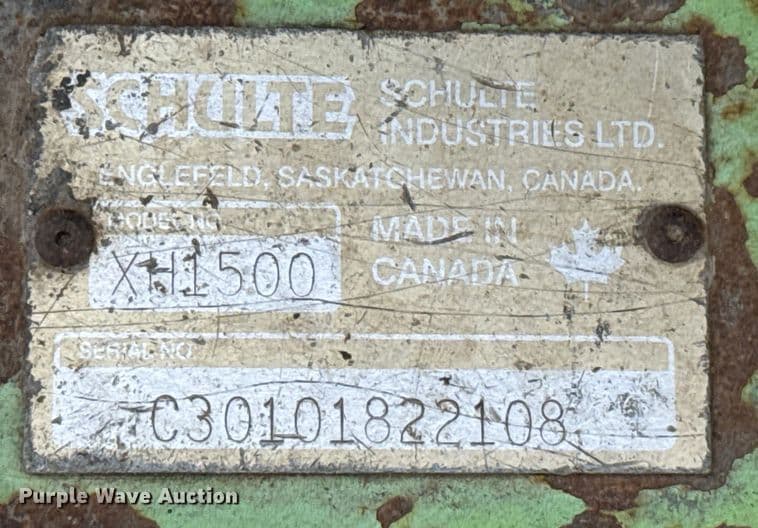 SCHULTE
SCHULTE
INDUSTRIES LTD.
ENGLEFELD, SASKATCHEWAN, CANADA.
MODEL NO.
XH1500
MADE IN
CANADA
SERIAL NO.
C30101822108
Purple Wave Auction